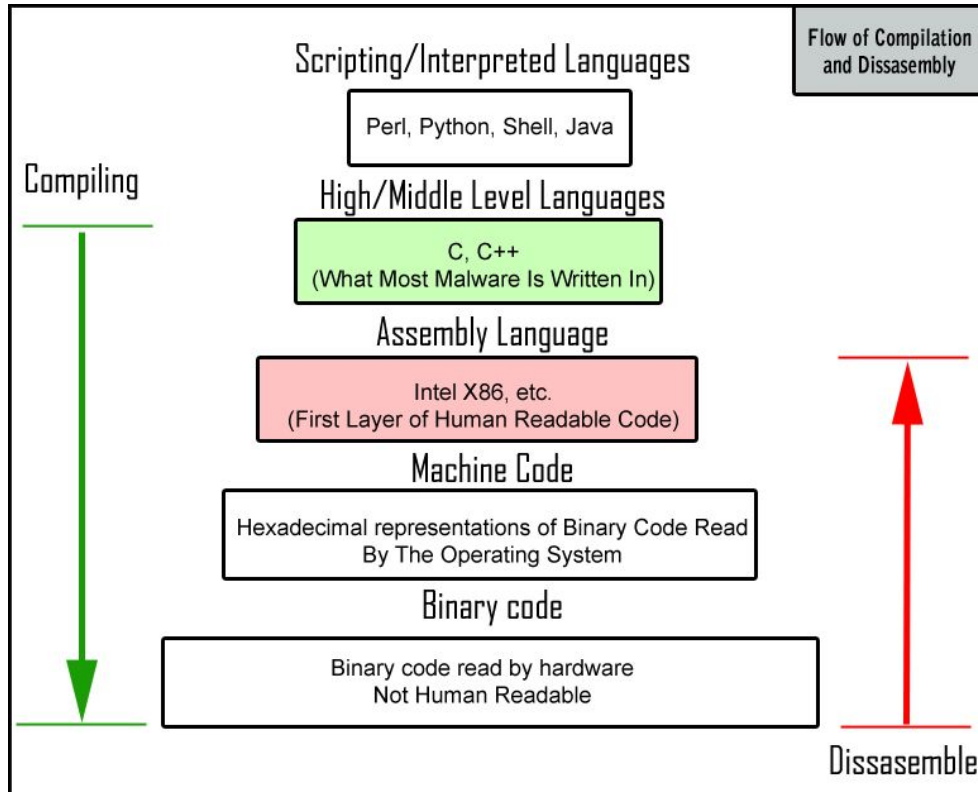 Flow of Compilation
and Dissasembly
Scripting/Interpreted Languages
Perl, Python, Shell, Java
Compiling
High/Middle Level Languages
C, C++
(What Most Malware Is Written In)
Assembly Language
Intel X86, etc.
(First Layer of Human Readable Code)
Machine Code
Hexadecimal representations of Binary Code Read
By The Operating System
Binary code
Binary code read by hardware
Not Human Readable
Dissasemble